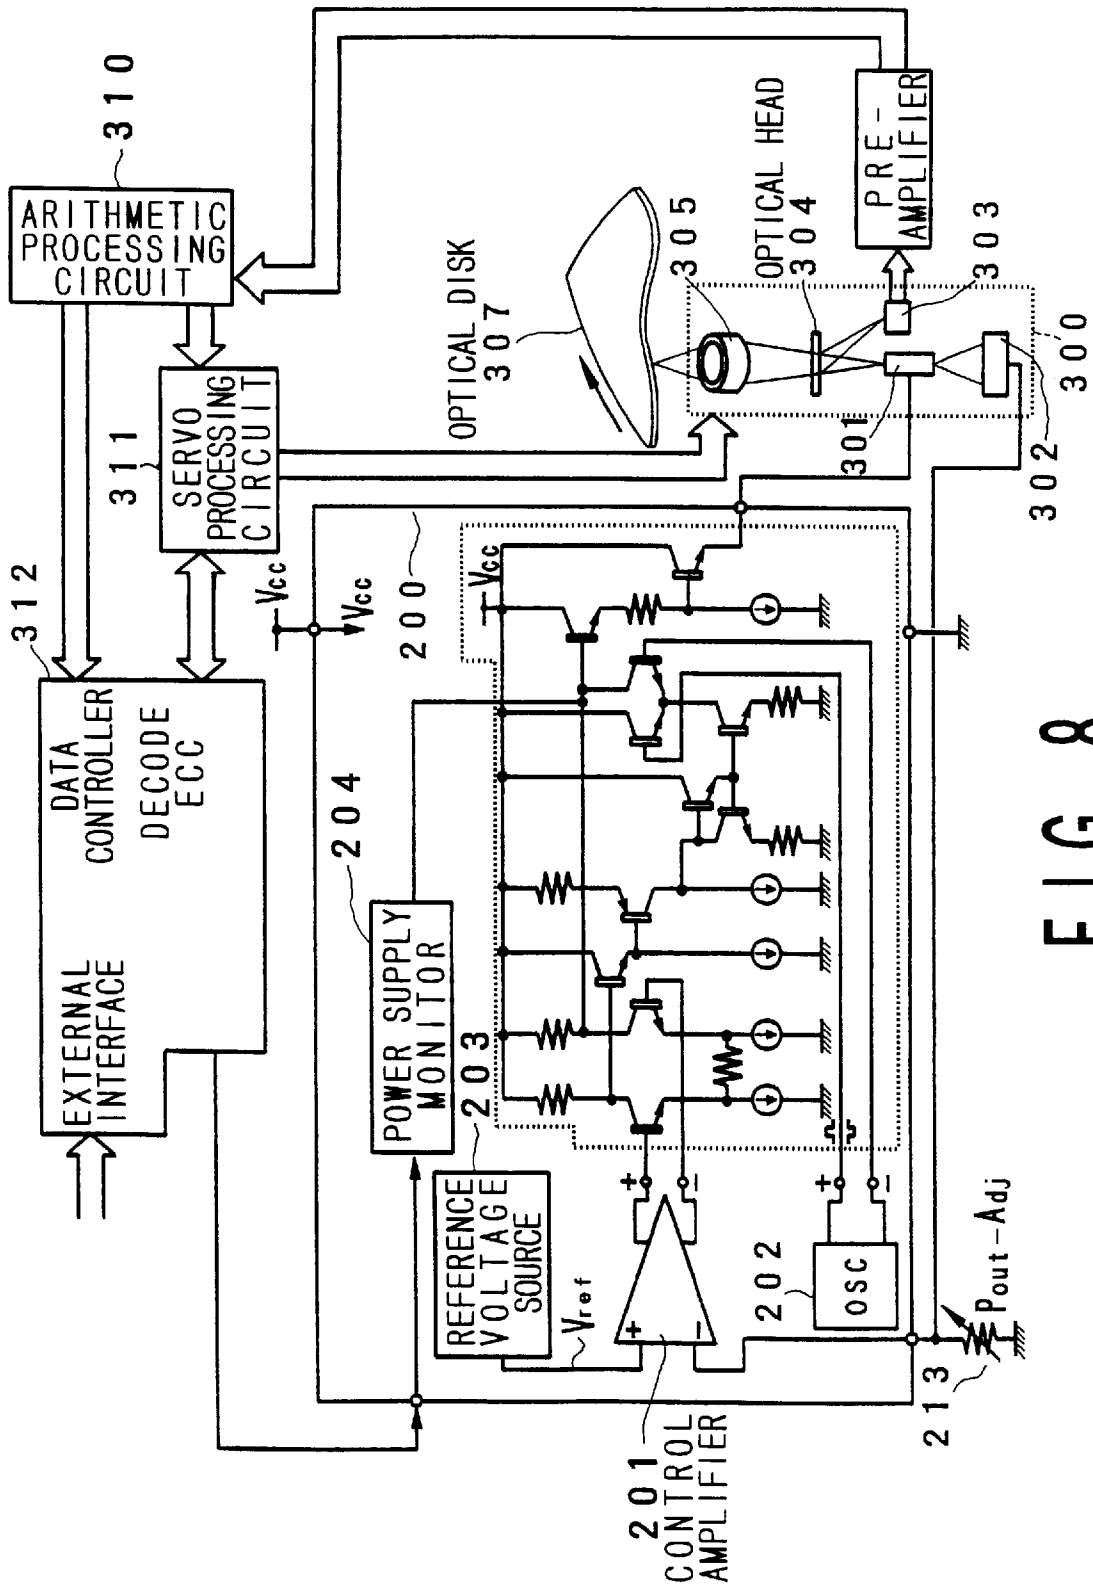 EXTERNAL
INTERFACE
DATA
CONTROLLER
DECODE
ECC
312
SERVO
PROCESSING
CIRCUIT
311
ARITHMETIC
PROCESSING
CIRCUIT
310
Vcc
Vcc
200
POWER SUPPLY
MONITOR
204
REFERENCE
VOLTAGE
SOURCE
203
Vref
Vcc
OPTICAL DISK
307
305
OPTICAL HEAD
304
PRE-
AMPLIFIER
303
301
302
300
+
-
+
-
201
CONTROL
AMPLIFIER
OSC
202
+
-
213
Pout-Adj
FIG 8